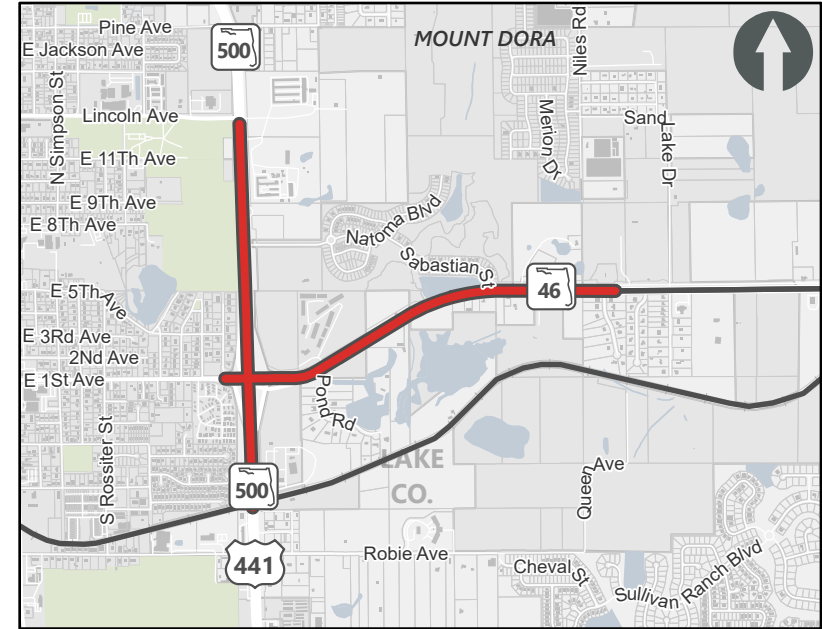 Pine Ave
E Jackson Ave
500
MOUNT DORA
Niles Rd
N Simpson St
Lincoln Ave
E 11Th Ave
Merion Dr
Sand Lake Dr
E 9Th Ave
E 8Th Ave
Natoma Blvd
Sabastian St
46
E 5Th Ave
E 3Rd Ave
2Nd Ave
E 1St Ave
Pond Rd
S Rossiter St
LAKE
CO.
Queen Ave
500
441
Robie Ave
Cheval St
Sullivan Ranch Blvd